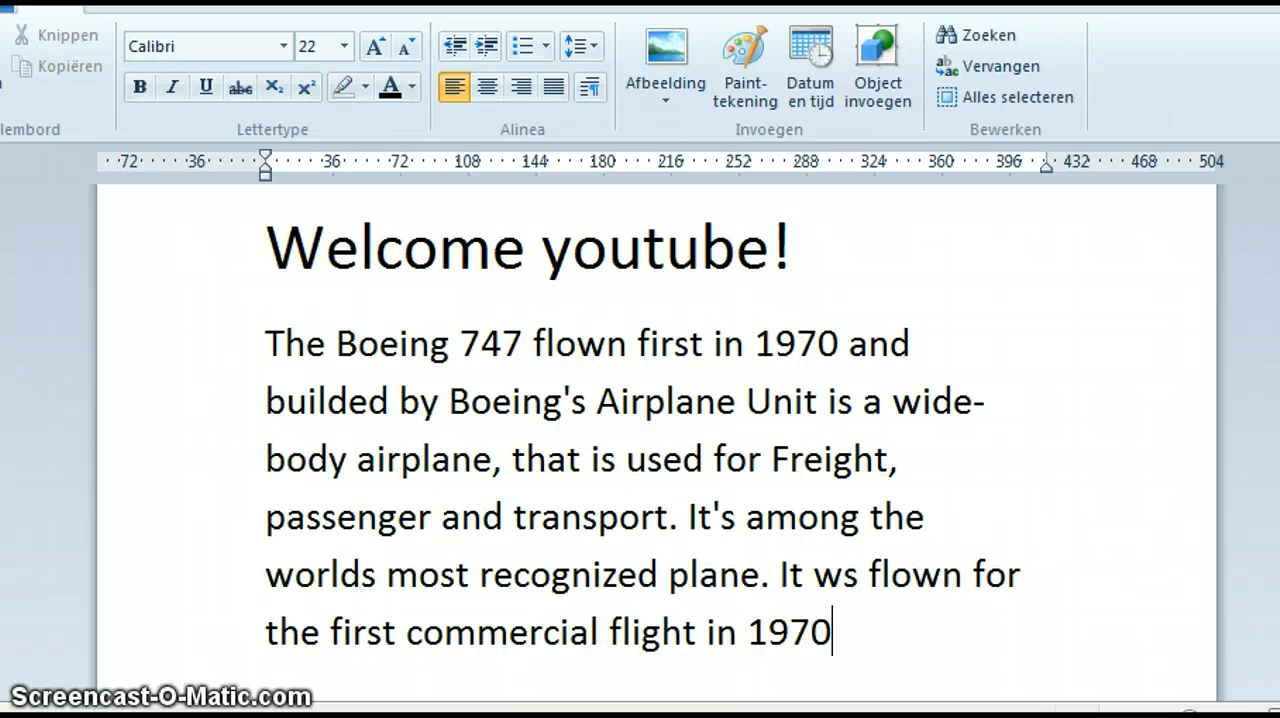 Knippen
Kopiëren
lembord
Calibri
22
B I U abc X₂ X² A
Lettertype
Alinea
Afbeelding
Paint-
tekening
Datum
en tijd
Object
invoegen
Invoegen
Zoeken
Vervangen
Alles selecteren
Bewerken
72 36 36 72 108 144 180 216 252 288 324 360 396 432 468 504
Welcome youtube!
The Boeing 747 flown first in 1970 and
builded by Boeing's Airplane Unit is a wide-
body airplane, that is used for Freight,
passenger and transport. It's among the
worlds most recognized plane. It ws flown for
the first commercial flight in 1970
Screencast-O-Matic.com